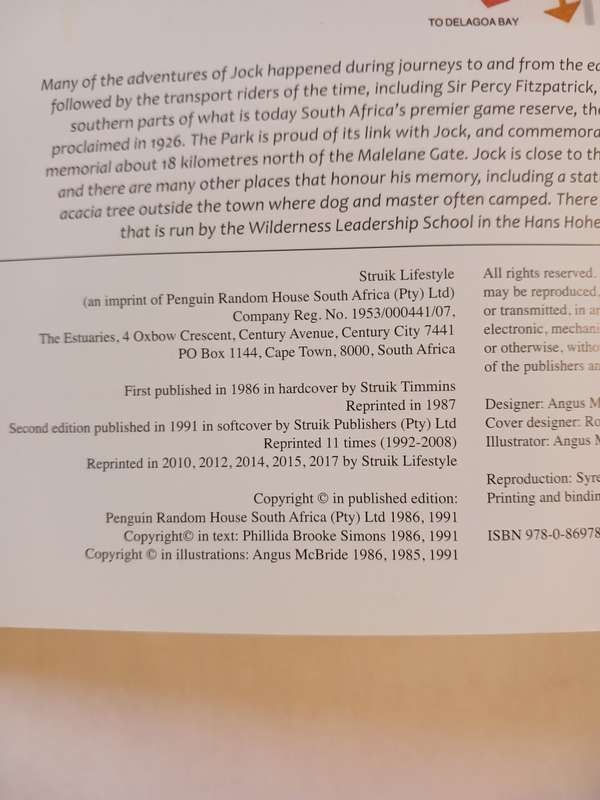 TO DELAGOA BAY
Many of the adventures of Jock happened during journeys to and from the
followed by the transport riders of the time, including Sir Percy Fitzpatrick,
southern parts of what is today South Africa's premier game reserve,
proclaimed in 1926. The Park is proud of its link with Jock, and
memorial about 18 kilometres north of the Malelane Gate. Jock is close to
and there are many other places that honour his memory, including a
acacia tree outside the town where dog and master often camped. There
that is run by the Wilderness Leadership School in the Hans
Struik Lifestyle
(an imprint of Penguin Random House South Africa (Pty) Ltd)
Company Reg. No. 1953/000441/07,
The Estuaries, 4 Oxbow Crescent, Century Avenue, Century City 7441
PO Box 1144, Cape Town, 8000, South Africa
First published in 1986 in hardcover by Struik Timmins
Reprinted in 1987
Second edition published in 1991 in softcover by Struik Publishers (Pty) Ltd
Reprinted 11 times (1992-2008)
Reprinted in 2010, 2012, 2014, 2015, 2017 by Struik Lifestyle
Copyright © in published edition:
Penguin Random House South Africa (Pty) Ltd 1986, 1991
Copyright© in text: Phillida Brooke Simons 1986, 1991
Copyright © in illustrations: Angus McBride 1986, 1985, 1991
All rights reserved.
may be reproduced,
or transmitted, in
electronic,
or otherwise,
of the publishers
Designer: Angus
Cover designer:
Illustrator: Angus
Reproduction:
Printing and
ISBN 978-0-86978